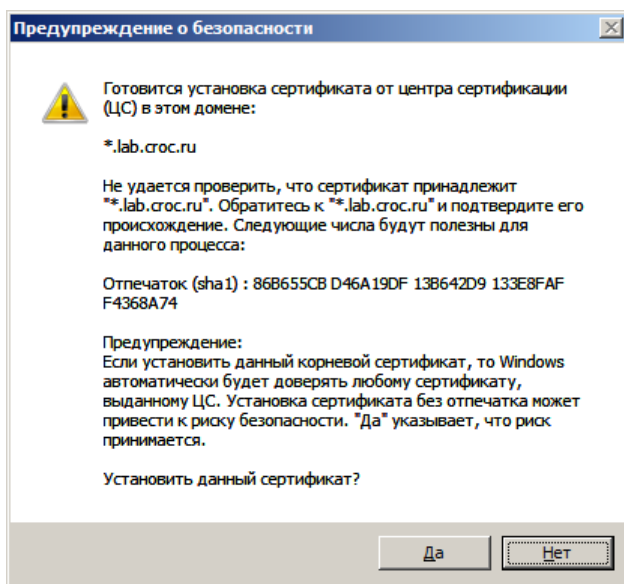 Предупреждение о безопасности
Готовится установка сертификата от центра сертификации
(ЦС) в этом домене:
*.lab.croc.ru
Не удается проверить, что сертификат принадлежит
"*.lab.croc.ru". Обратитесь к "*.lab.croc.ru" и подтвердите его
происхождение. Следующие числа будут полезны для
данного процесса:
Отпечаток (sha1) : 86B655CB D46A19DF 13B642D9 133E8FAF
F4368A74
Предупреждение:
Если установить данный корневой сертификат, то Windows
автоматически будет доверять любому сертификату,
выданному ЦС. Установка сертификата без отпечатка может
привести к риску безопасности. "Да" указывает, что риск
принимается.
Установить данный сертификат?
Да Нет